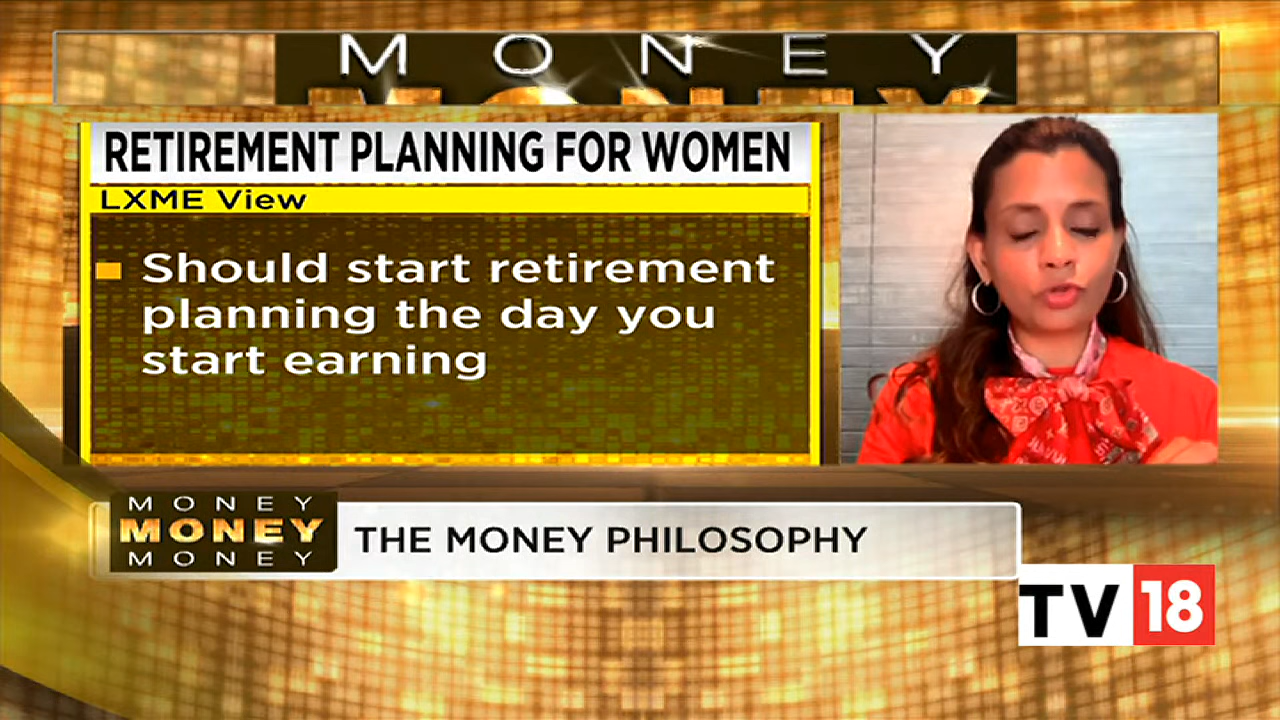 MONEY
MONEY
RETIREMENT PLANNING FOR WOMEN
LXME View
Should start retirement
planning the day you
start earning
MONEY
MONEY
MONEY
THE MONEY PHILOSOPHY
TV18